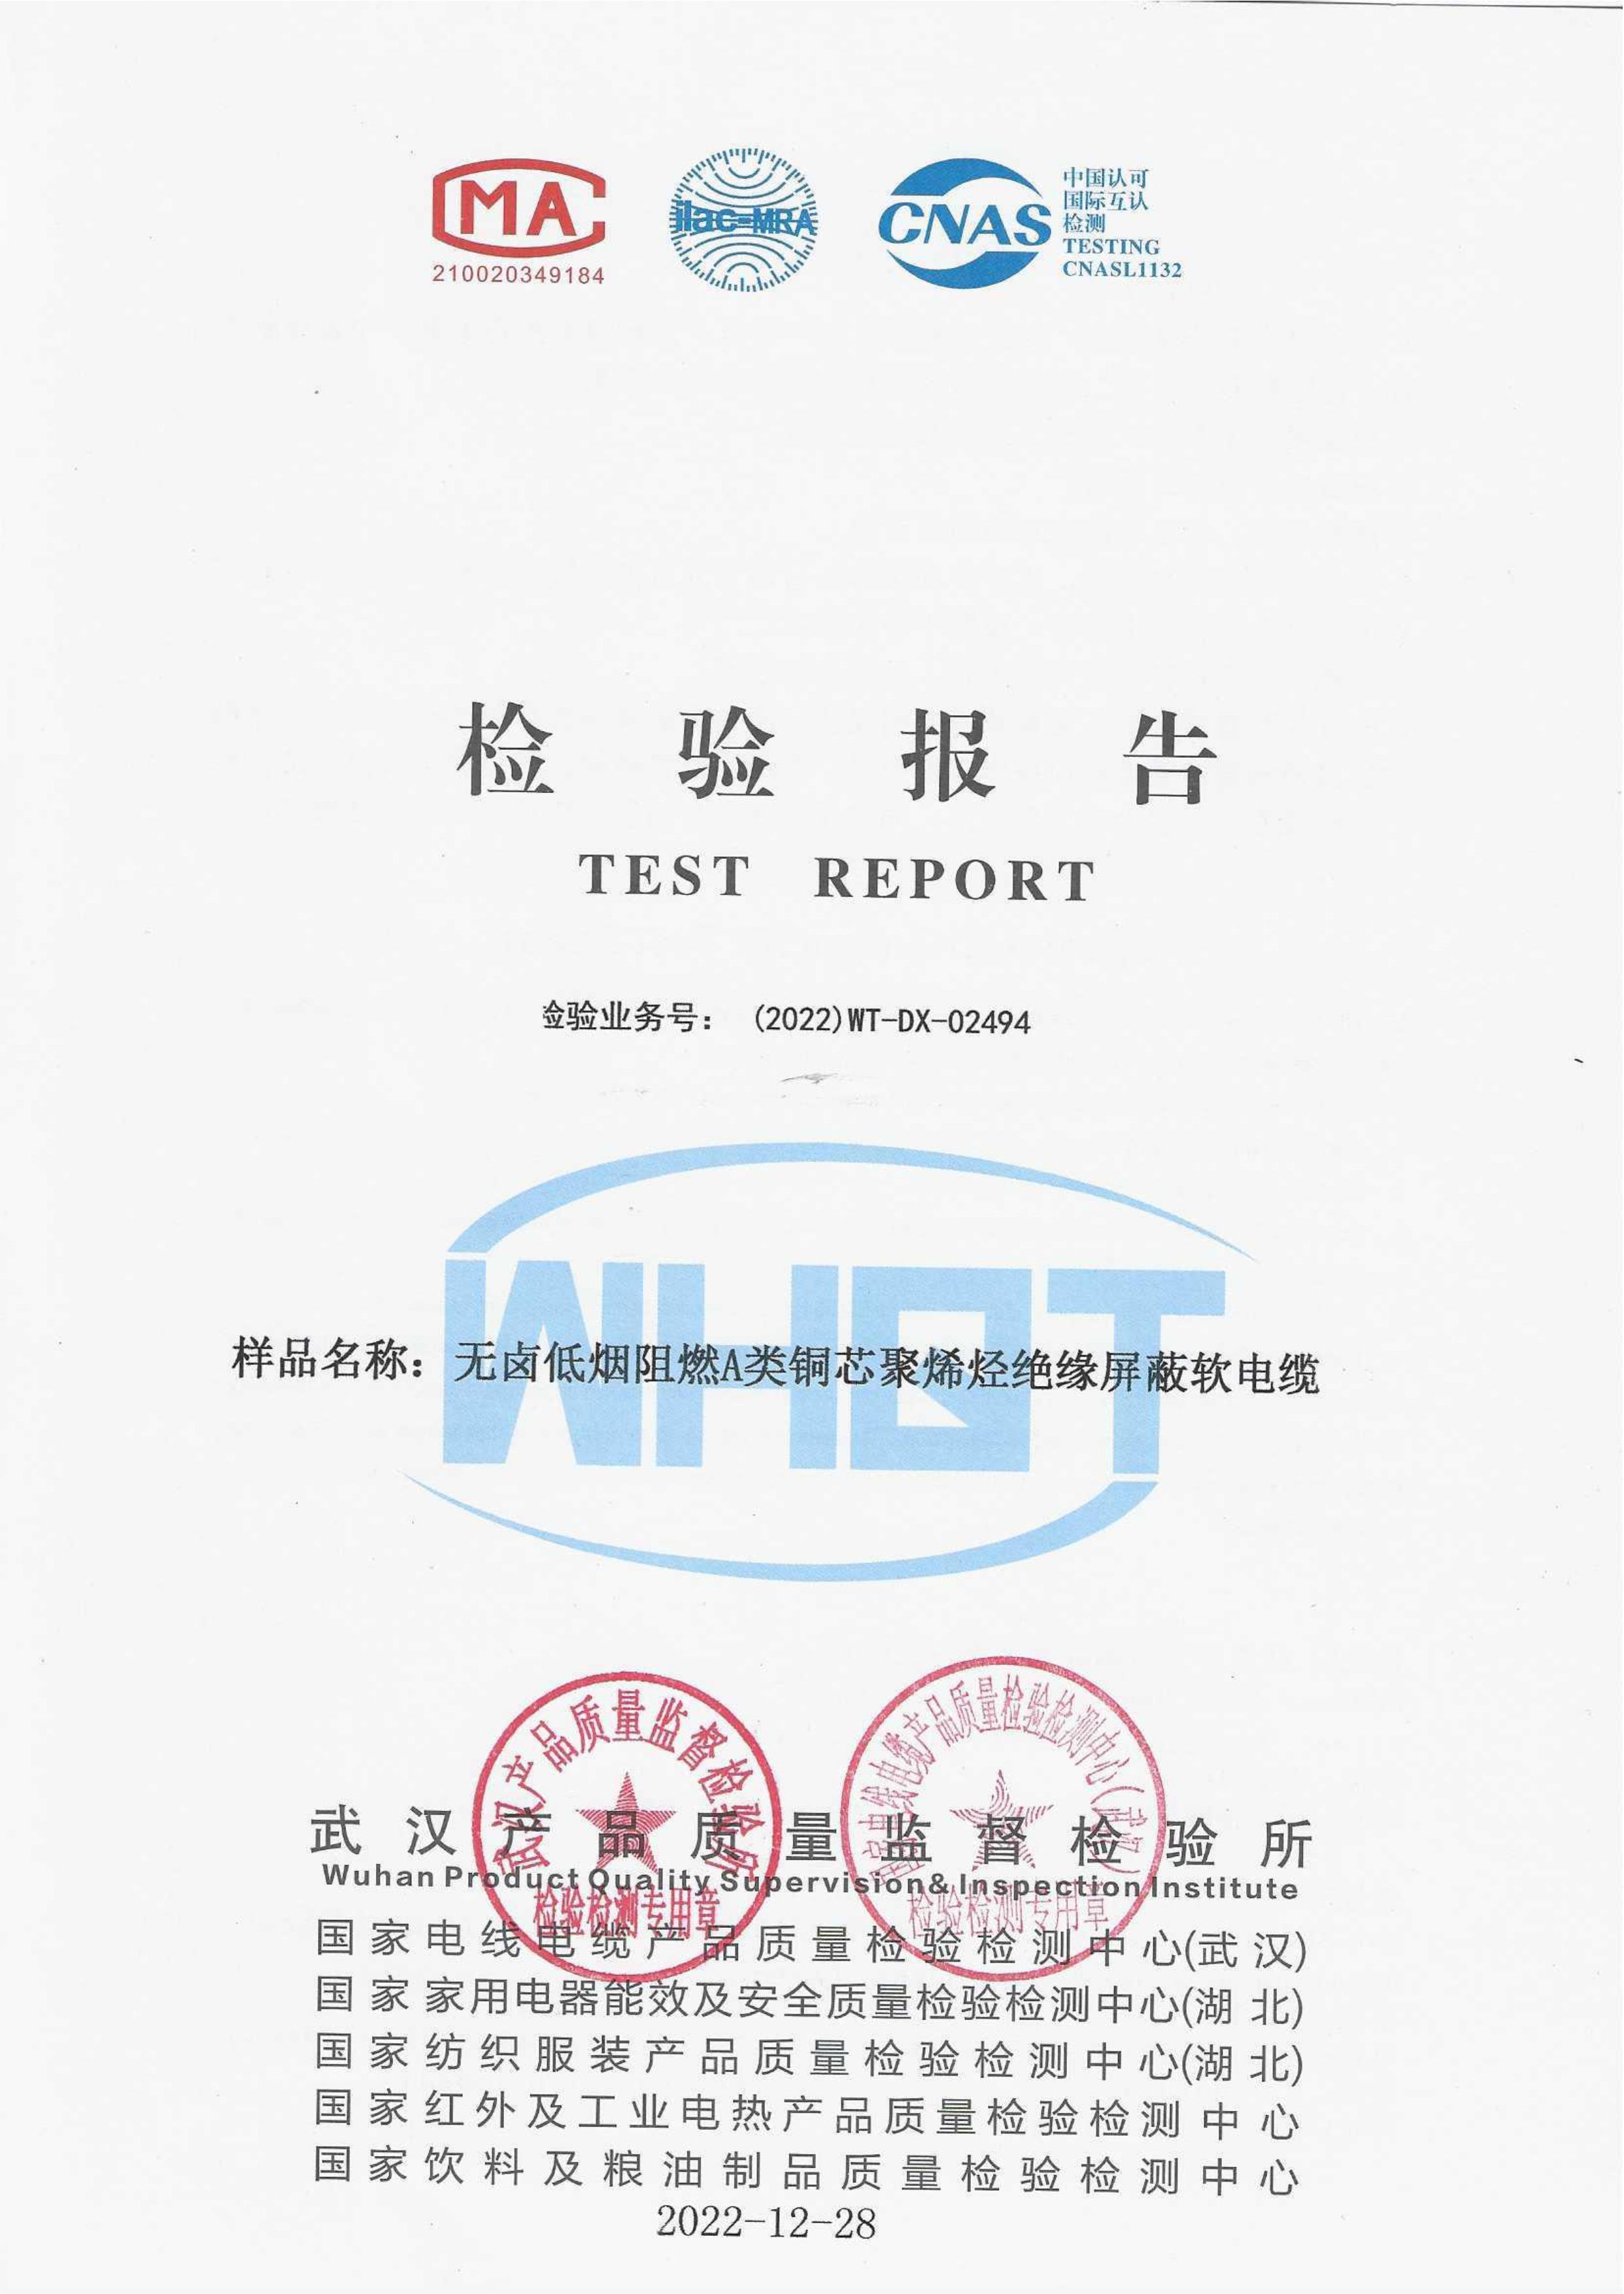 MA
210020349184
ilac-MRA
CNAS
中国认可
国际互认
检测
TESTING
CNASL1132
检验报告
TEST REPORT
检验业务号： (2022)WT-DX-02494
WHQT
样品名称：无卤低烟阻燃A类铜芯聚烯烃绝缘屏蔽软电缆
武汉产品质量监督检验所
检验检测专用章
国家电线电缆产品质量检验检测中心(武汉)
检验检测专用章
武汉产品质量监督检验所
Wuhan Product Quality Supervision&Inspection Institute
国家电线电缆产品质量检验检测中心(武汉)
国家家用电器能效及安全质量检验检测中心(湖北)
国家纺织服装产品质量检验检测中心(湖北)
国家红外及工业电热产品质量检验检测中心
国家饮料及粮油制品质量检验检测中心
2022-12-28